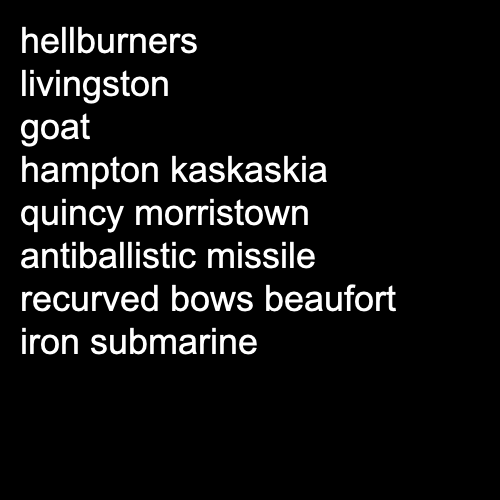 hellburners
livingston
goat
hampton kaskaskia
quincy morristown
antiballistic missile
recurved bows beaufort
iron submarine